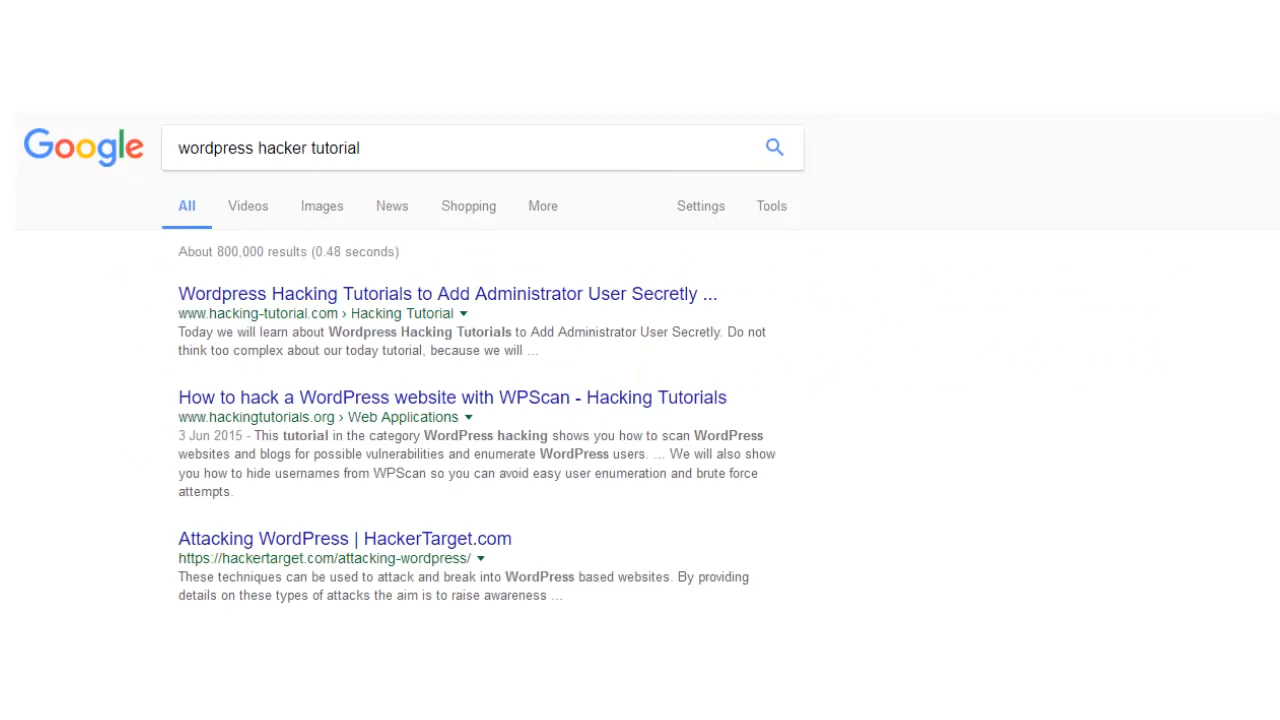 Google
wordpress hacker tutorial
All Videos Images News Shopping More Settings Tools
About 800,000 results (0.48 seconds)
Wordpress Hacking Tutorials to Add Administrator User Secretly ...
www.hacking-tutorial.com › Hacking Tutorial
Today we will learn about Wordpress Hacking Tutorials to Add Administrator User Secretly. Do not
think too complex about our today tutorial, because we will ...
How to hack a WordPress website with WPScan - Hacking Tutorials
www.hackingtutorials.org › Web Applications
3 Jun 2015 - This tutorial in the category WordPress hacking shows you how to scan WordPress
websites and blogs for possible vulnerabilities and enumerate WordPress users. ... We will also show
you how to hide usernames from WPScan so you can avoid easy user enumeration and brute force
attempts.
Attacking WordPress | HackerTarget.com
https://hackertarget.com/attacking-wordpress/
These techniques can be used to attack and break into WordPress based websites. By providing
details on these types of attacks the aim is to raise awareness ...